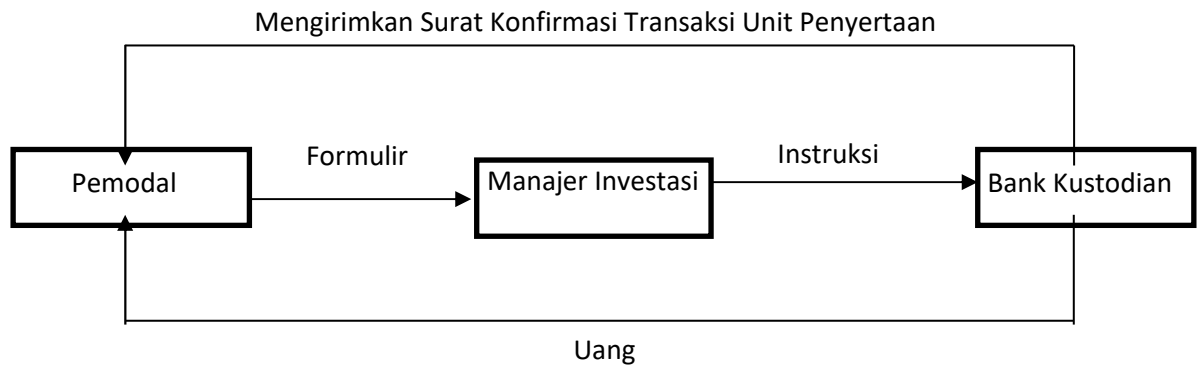 Mengirimkan Surat Konfirmasi Transaksi Unit Penyertaan
Formulir
Instruksi
Pemodal
Manajer Investasi
Bank Kustodian
Uang